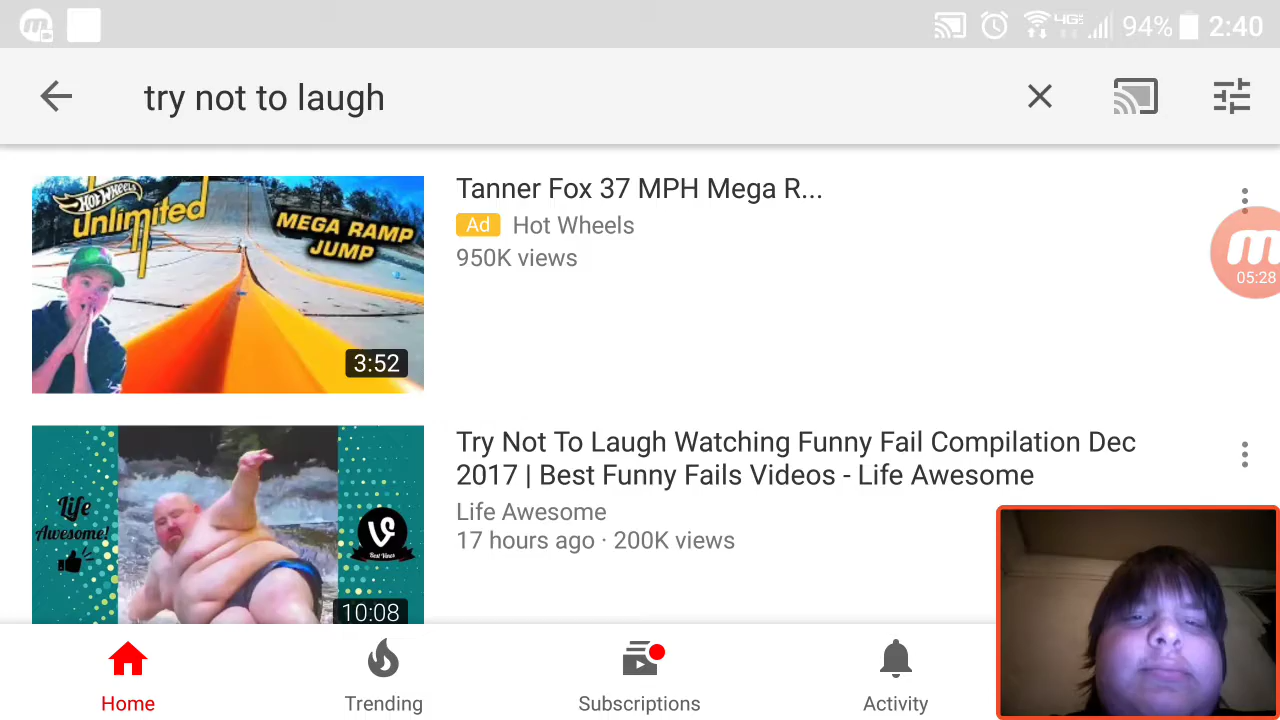 94% 2:40
try not to laugh
HOT WHEELS
unlimited
MEGA RAMP
JUMP
3:52
Tanner Fox 37 MPH Mega R...
Ad Hot Wheels
950K views
05:28
Life
Awesome!
Best Vines
10:08
Try Not To Laugh Watching Funny Fail Compilation Dec
2017 | Best Funny Fails Videos - Life Awesome
Life Awesome
17 hours ago · 200K views
Home Trending Subscriptions Activity